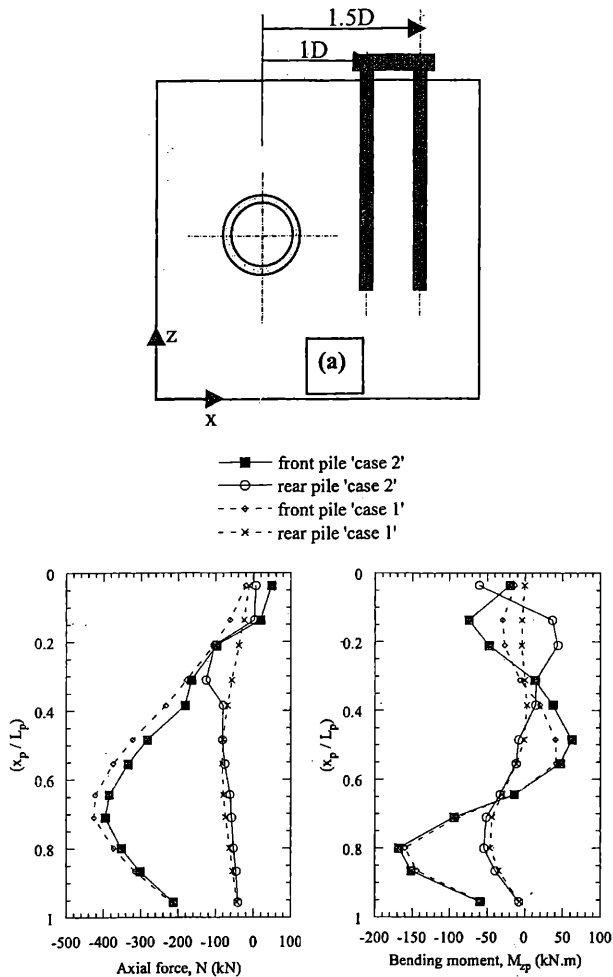 1.5D
1D
z
(a)
x
front pile 'case 2'
rear pile 'case 2'
front pile 'case 1'
rear pile 'case 1'
0
0.2
0.4
0.6
0.8
1
(x_p / L_p)
-500 -400 -300 -200 -100 0 100
Axial force, N (kN)
0
0.2
0.4
0.6
0.8
1
(x_p / L_p)
-200 -150 -100 -50 0 50 100
Bending moment, M_zp (kN.m)